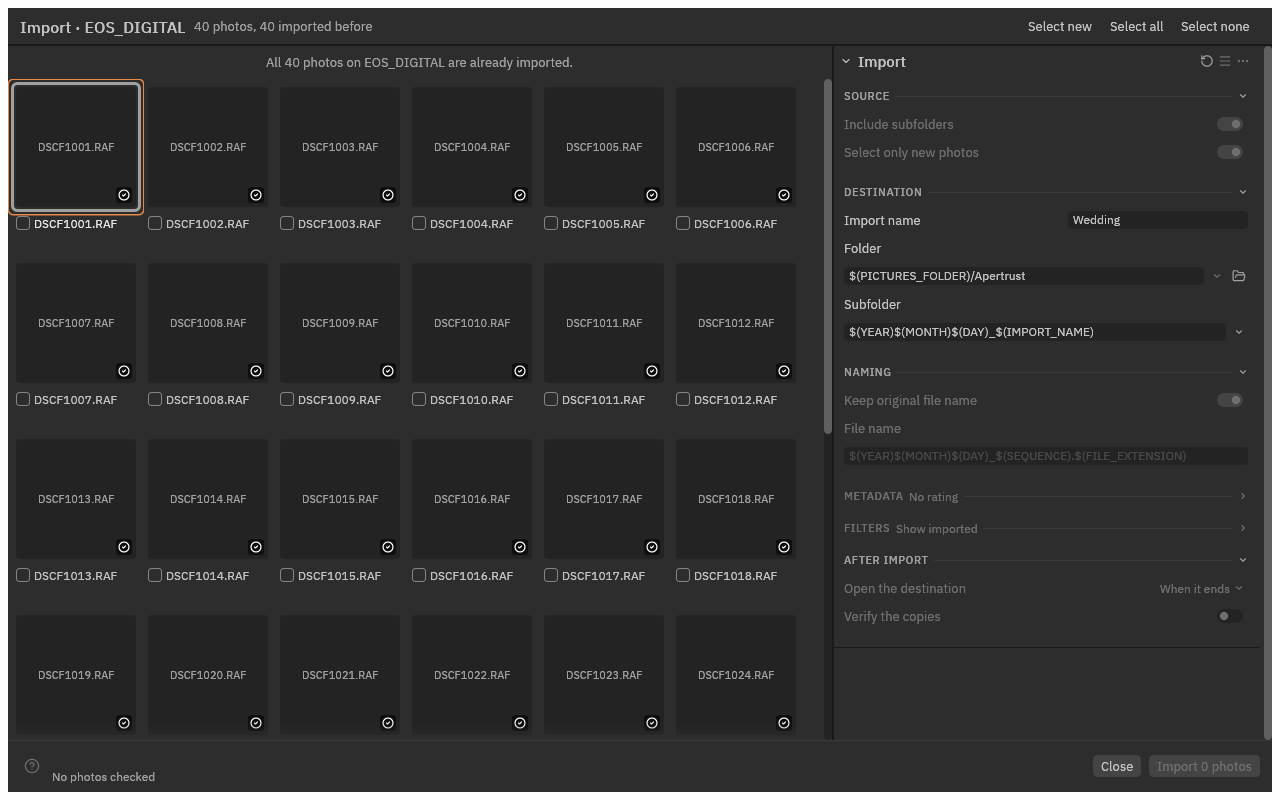 Import · EOS_DIGITAL 40 photos, 40 imported before Select new Select all Select none
All 40 photos on EOS_DIGITAL are already imported.
DSCF1001.RAF DSCF1002.RAF DSCF1003.RAF DSCF1004.RAF DSCF1005.RAF DSCF1006.RAF
DSCF1001.RAF DSCF1002.RAF DSCF1003.RAF DSCF1004.RAF DSCF1005.RAF DSCF1006.RAF
DSCF1007.RAF DSCF1008.RAF DSCF1009.RAF DSCF1010.RAF DSCF1011.RAF DSCF1012.RAF
DSCF1007.RAF DSCF1008.RAF DSCF1009.RAF DSCF1010.RAF DSCF1011.RAF DSCF1012.RAF
DSCF1013.RAF DSCF1014.RAF DSCF1015.RAF DSCF1016.RAF DSCF1017.RAF DSCF1018.RAF
DSCF1013.RAF DSCF1014.RAF DSCF1015.RAF DSCF1016.RAF DSCF1017.RAF DSCF1018.RAF
DSCF1019.RAF DSCF1020.RAF DSCF1021.RAF DSCF1022.RAF DSCF1023.RAF DSCF1024.RAF
Import
SOURCE
Include subfolders
Select only new photos
DESTINATION
Import name Wedding
Folder
$(PICTURES_FOLDER)/Apertrust
Subfolder
$(YEAR)$(MONTH)$(DAY)_$(IMPORT_NAME)
NAMING
Keep original file name
File name
$(YEAR)$(MONTH)$(DAY)_$(SEQUENCE).$(FILE_EXTENSION)
METADATA No rating
FILTERS Show imported
AFTER IMPORT
Open the destination When it ends
Verify the copies
No photos checked
Close Import 0 photos